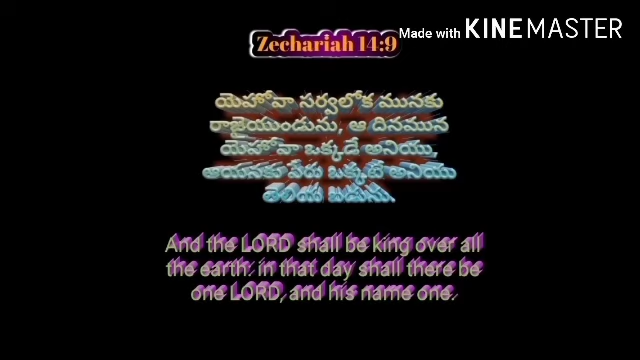 Zechariah 14:9
Made with KINEMASTER
యెహోవా సర్వలోక మునకు
రాజైయుండును, ఆ దినమున
యెహోవా ఒక్కడే అనియు,
ఆయనకు పేరు ఒక్కటే అనియు
తెలియ బడును.
And the LORD shall be king over all
the earth: in that day shall there be
one LORD, and his name one.